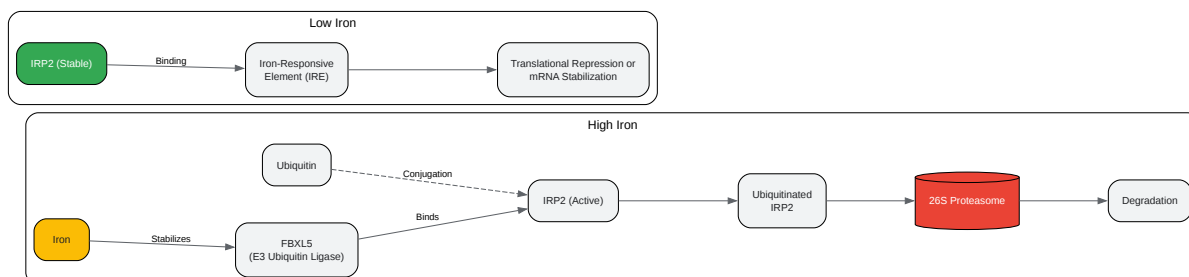 Low Iron
IRP2 (Stable)
Binding
Iron-Responsive
Element (IRE)
Translational Repression or
mRNA Stabilization
High Iron
Ubiquitin
Conjugation
Iron
Stabilizes
FBXL5
(E3 Ubiquitin Ligase)
Binds
IRP2 (Active)
Ubiquitinated
IRP2
26S Proteasome
Degradation